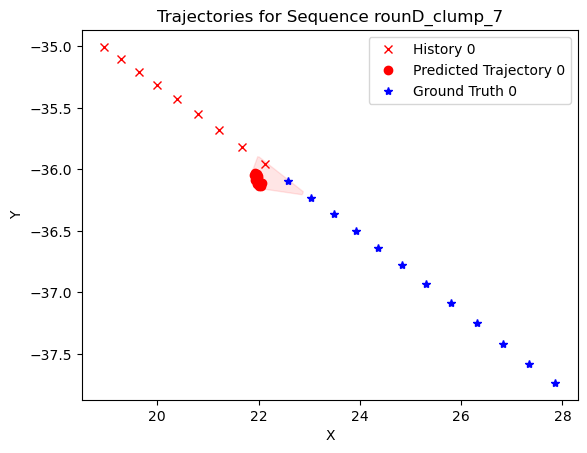 Trajectories for Sequence rounD_clump_7
History 0
Predicted Trajectory 0
Ground Truth 0
−35.0
−35.5
−36.0
−36.5
−37.0
−37.5
Y
20
22
24
26
28
X